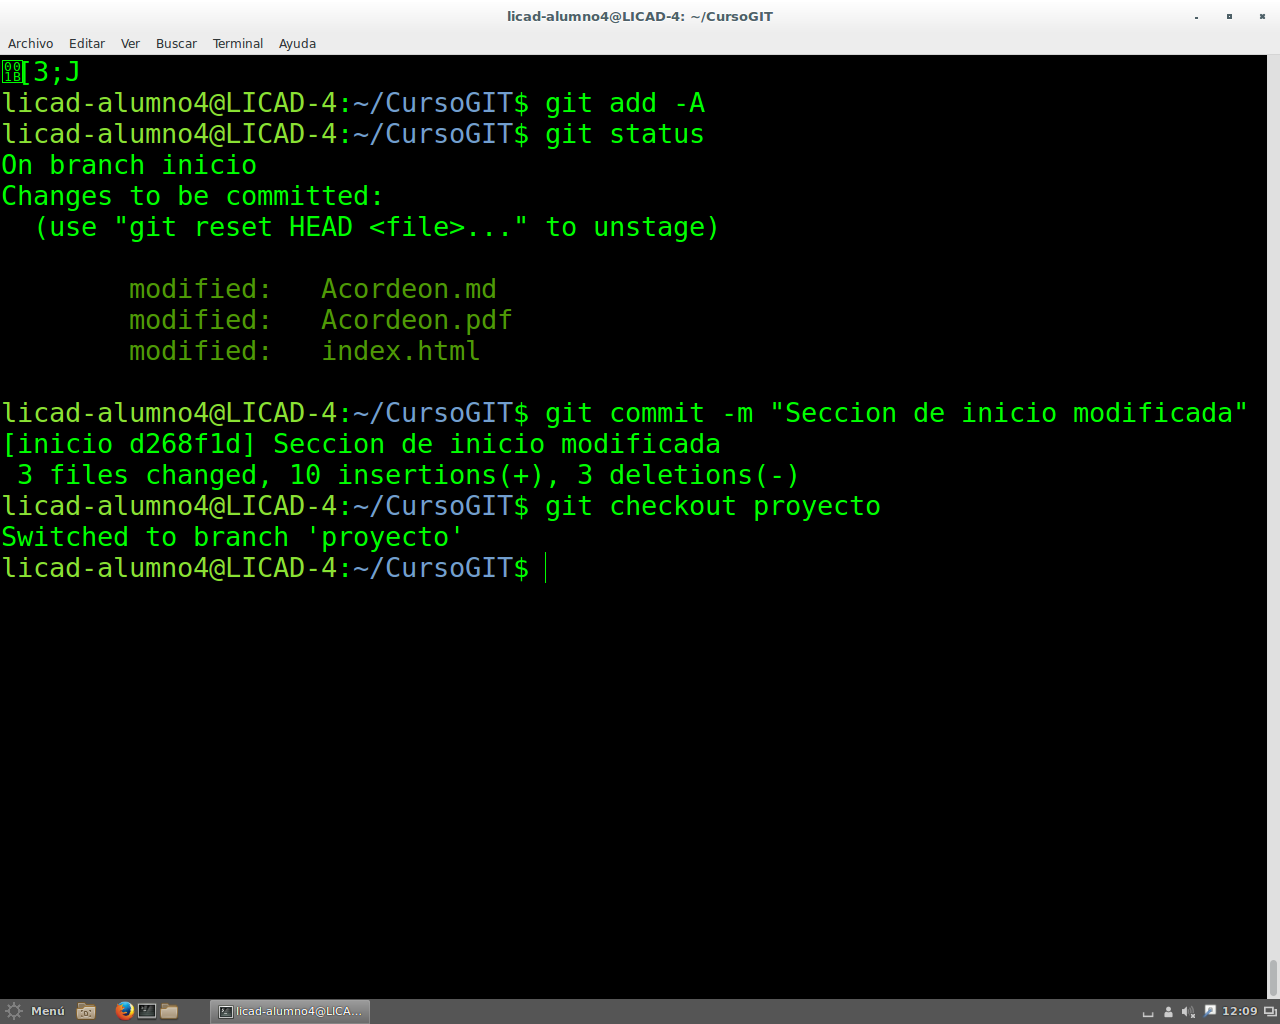 licad-alumno4@LICAD-4: ~/CursoGIT
Archivo Editar Ver Buscar Terminal Ayuda
001B[3;J
licad-alumno4@LICAD-4:~/CursoGIT$ git add -A
licad-alumno4@LICAD-4:~/CursoGIT$ git status
On branch inicio
Changes to be committed:
(use "git reset HEAD <file>..." to unstage)
modified: Acordeon.md
modified: Acordeon.pdf
modified: index.html
licad-alumno4@LICAD-4:~/CursoGIT$ git commit -m "Seccion de inicio modificada"
[inicio d268f1d] Seccion de inicio modificada
3 files changed, 10 insertions(+), 3 deletions(-)
licad-alumno4@LICAD-4:~/CursoGIT$ git checkout proyecto
Switched to branch 'proyecto'
licad-alumno4@LICAD-4:~/CursoGIT$
Menú licad-alumno4@LICA... 12:09